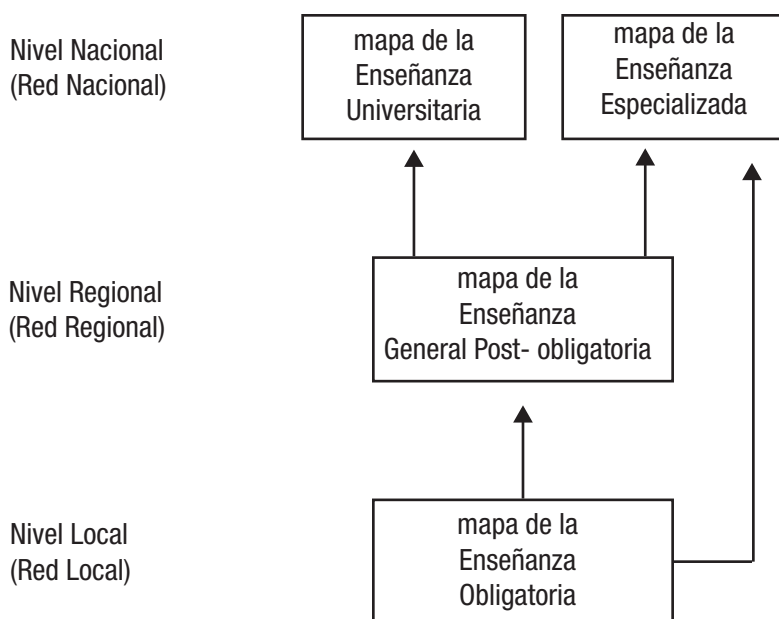 Nivel Nacional
(Red Nacional)
mapa de la
Enseñanza
Universitaria
mapa de la
Enseñanza
Especializada
Nivel Regional
(Red Regional)
mapa de la
Enseñanza
General Post- obligatoria
Nivel Local
(Red Local)
mapa de la
Enseñanza
Obligatoria